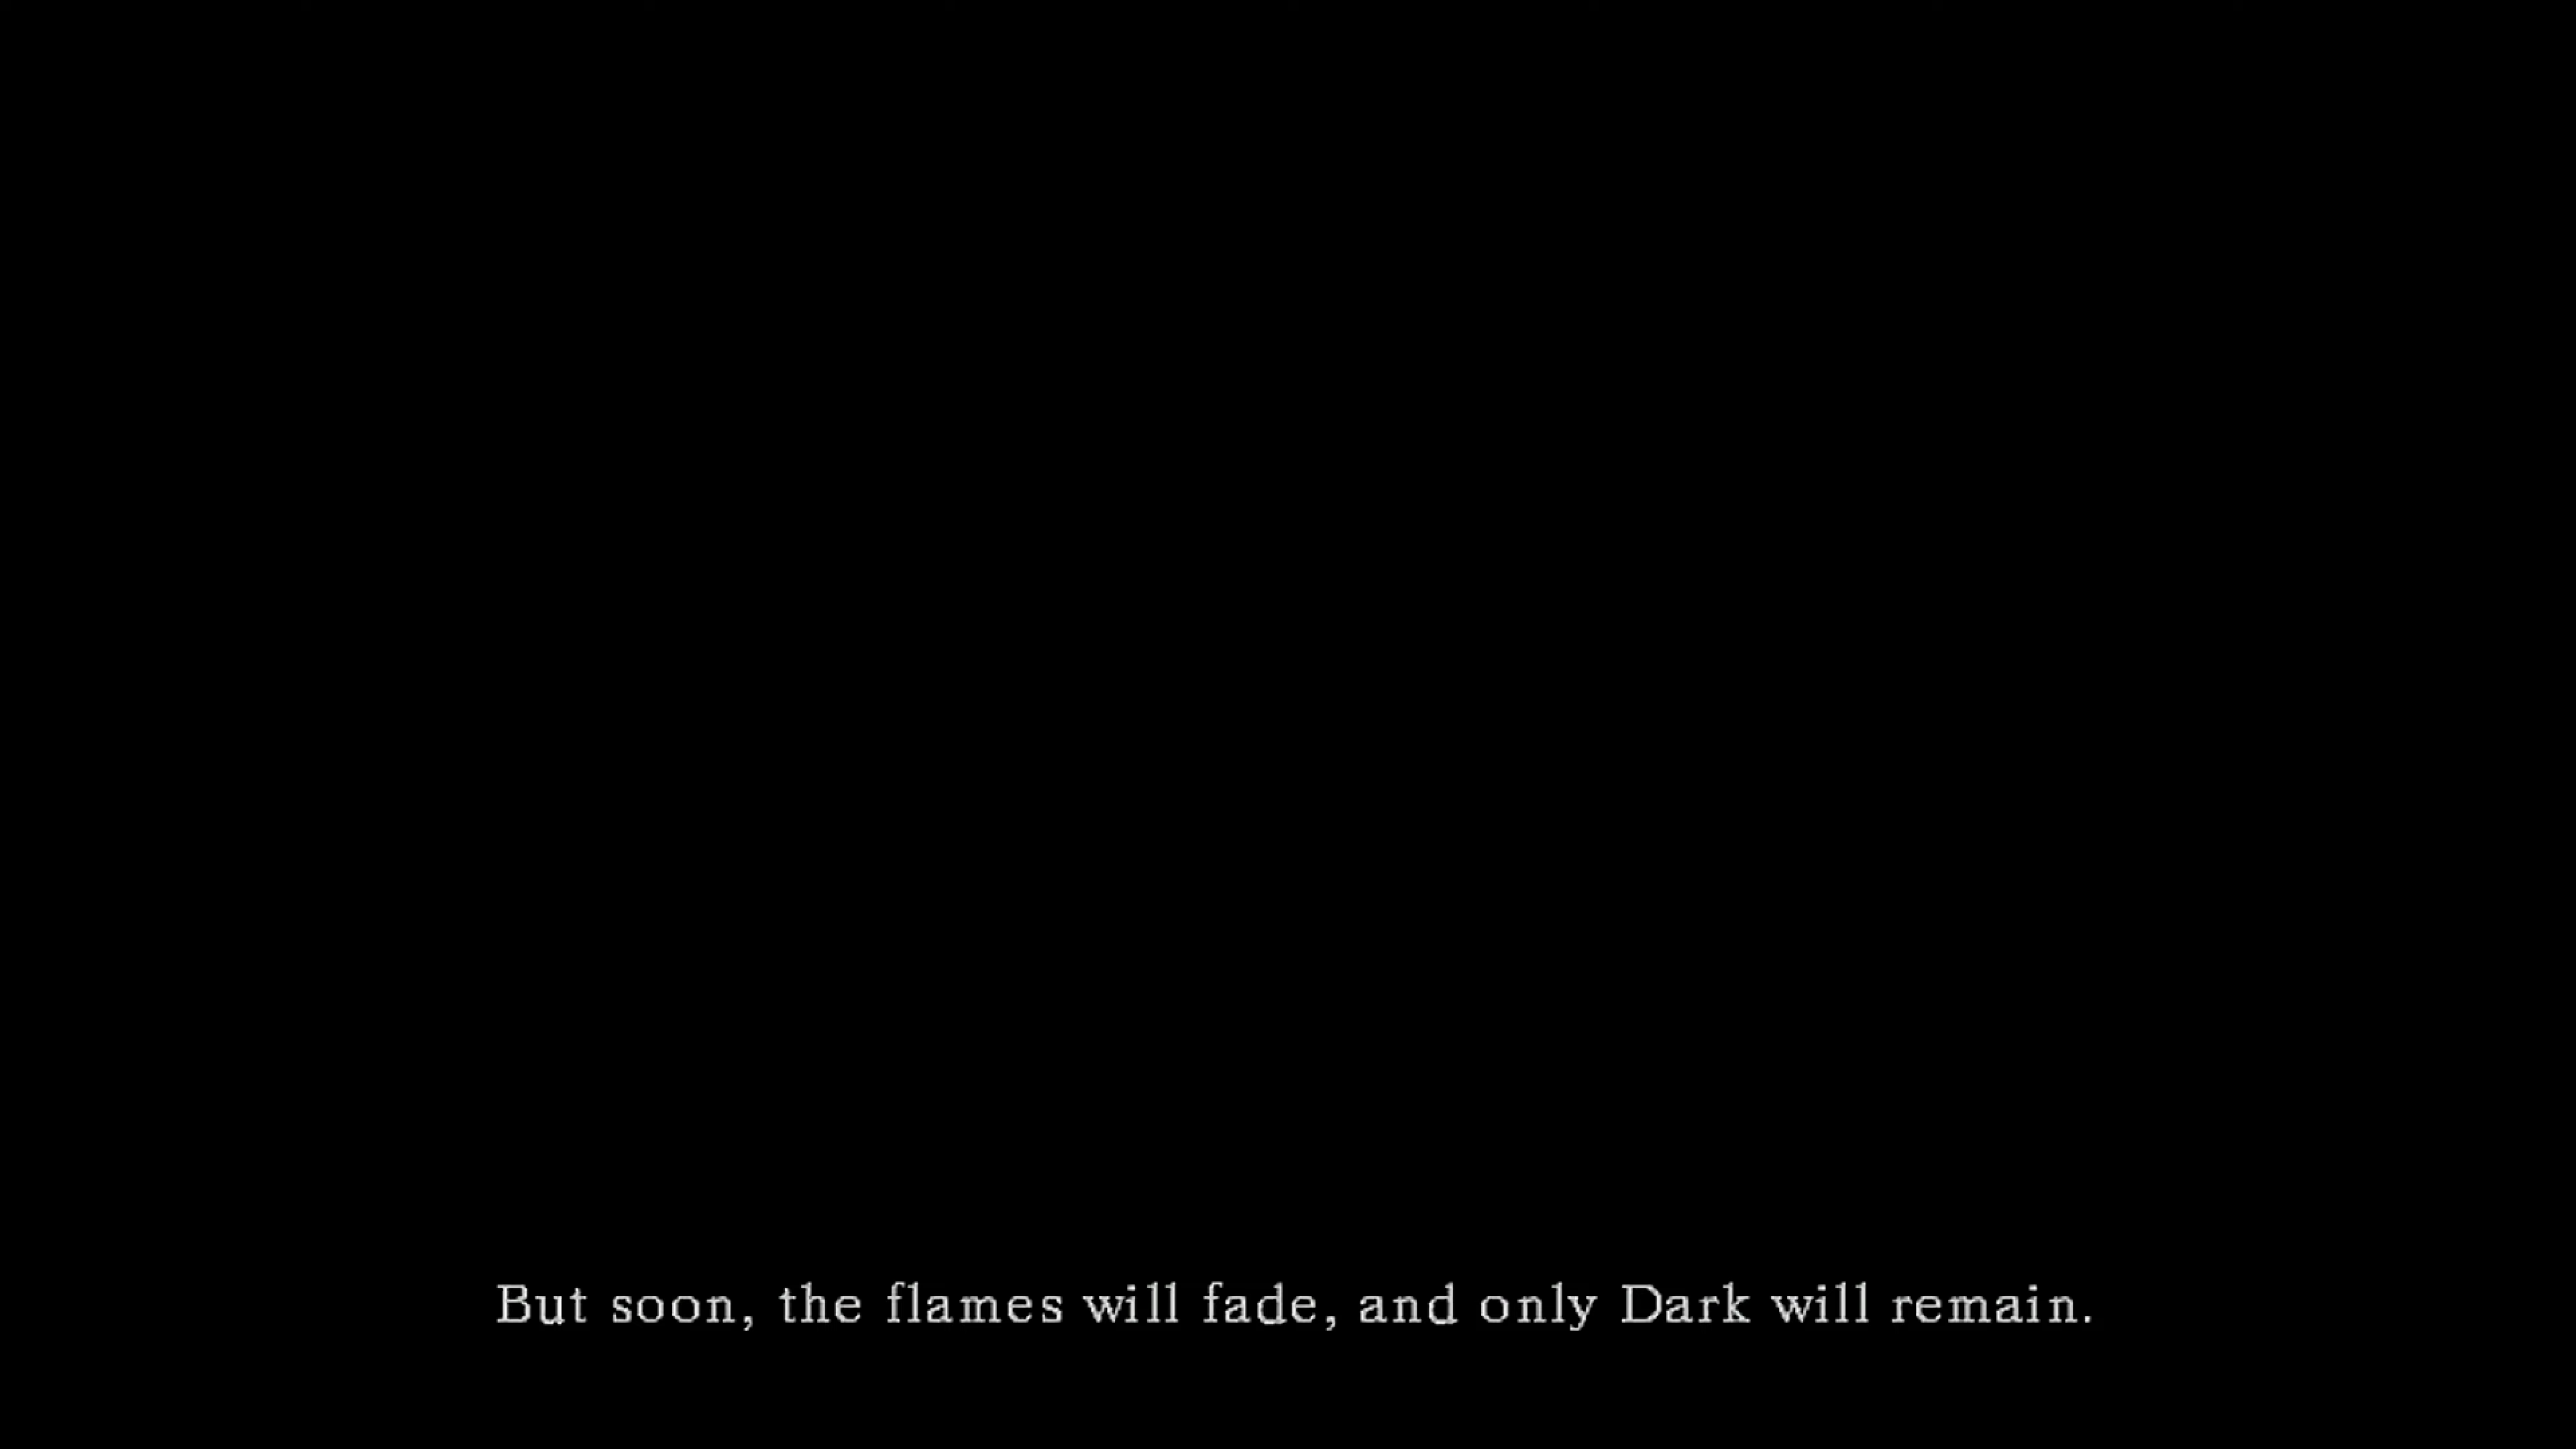 But soon, the flames will fade, and only Dark will remain.